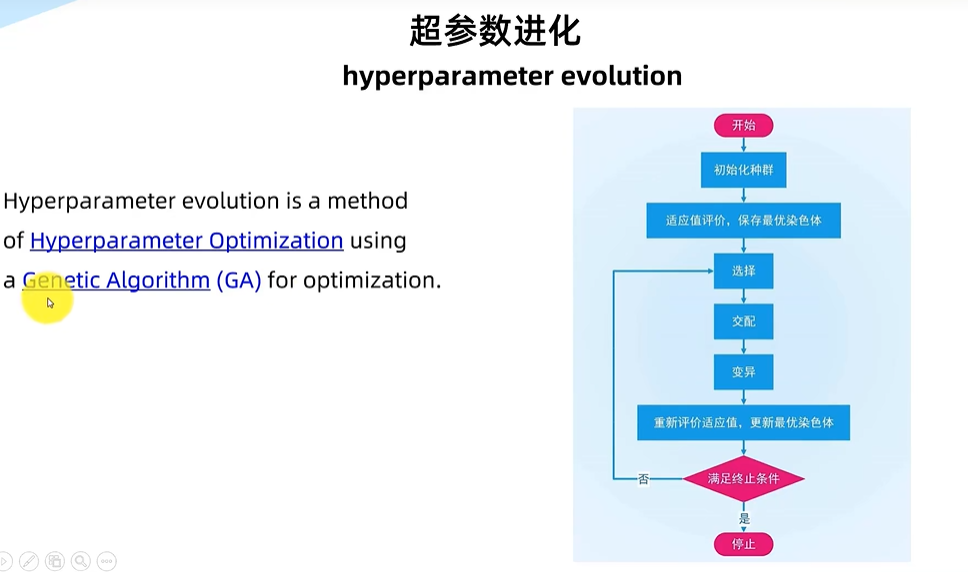 超参数进化
hyperparameter evolution
Hyperparameter evolution is a method
of Hyperparameter Optimization using
a Genetic Algorithm (GA) for optimization.
开始
初始化种群
适应值评价，保存最优染色体
选择
交配
变异
重新评价适应值，更新最优染色体
满足终止条件
否
是
停止